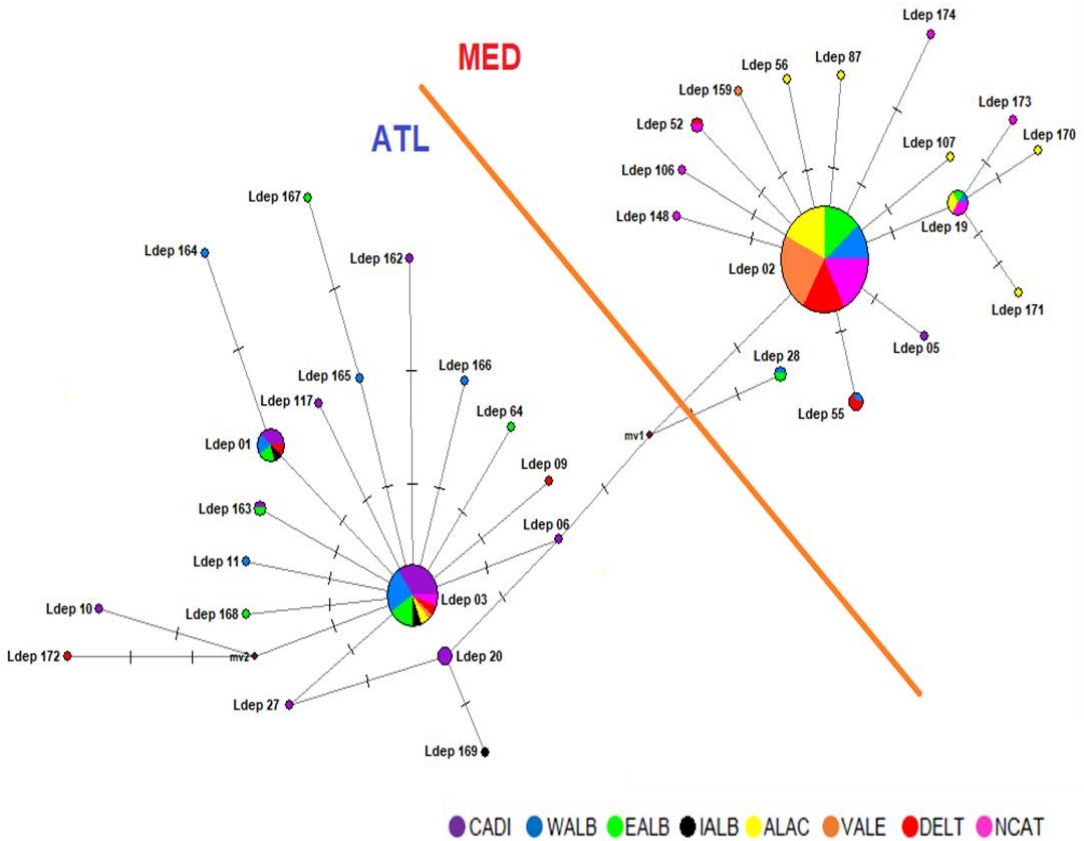 Ldep 174
MED
Ldep 56
Ldep 87
Ldep 159
Ldep 173
Ldep 52
Ldep 107
Ldep 170
ATL
Ldep 106
Ldep 167
Ldep 148
Ldep 19
Ldep 164
Ldep 162
Ldep 02
Ldep 171
Ldep 05
Ldep 28
Ldep 166
Ldep 165
Ldep 117
Ldep 64
Ldep 55
mv1
Ldep 01
Ldep 09
Ldep 163
Ldep 06
Ldep 11
Ldep 03
Ldep 10
Ldep 168
Ldep 172
mv2
Ldep 20
Ldep 27
Ldep 169
CADI WALB EALB IALB ALAC VALE DELT NCAT